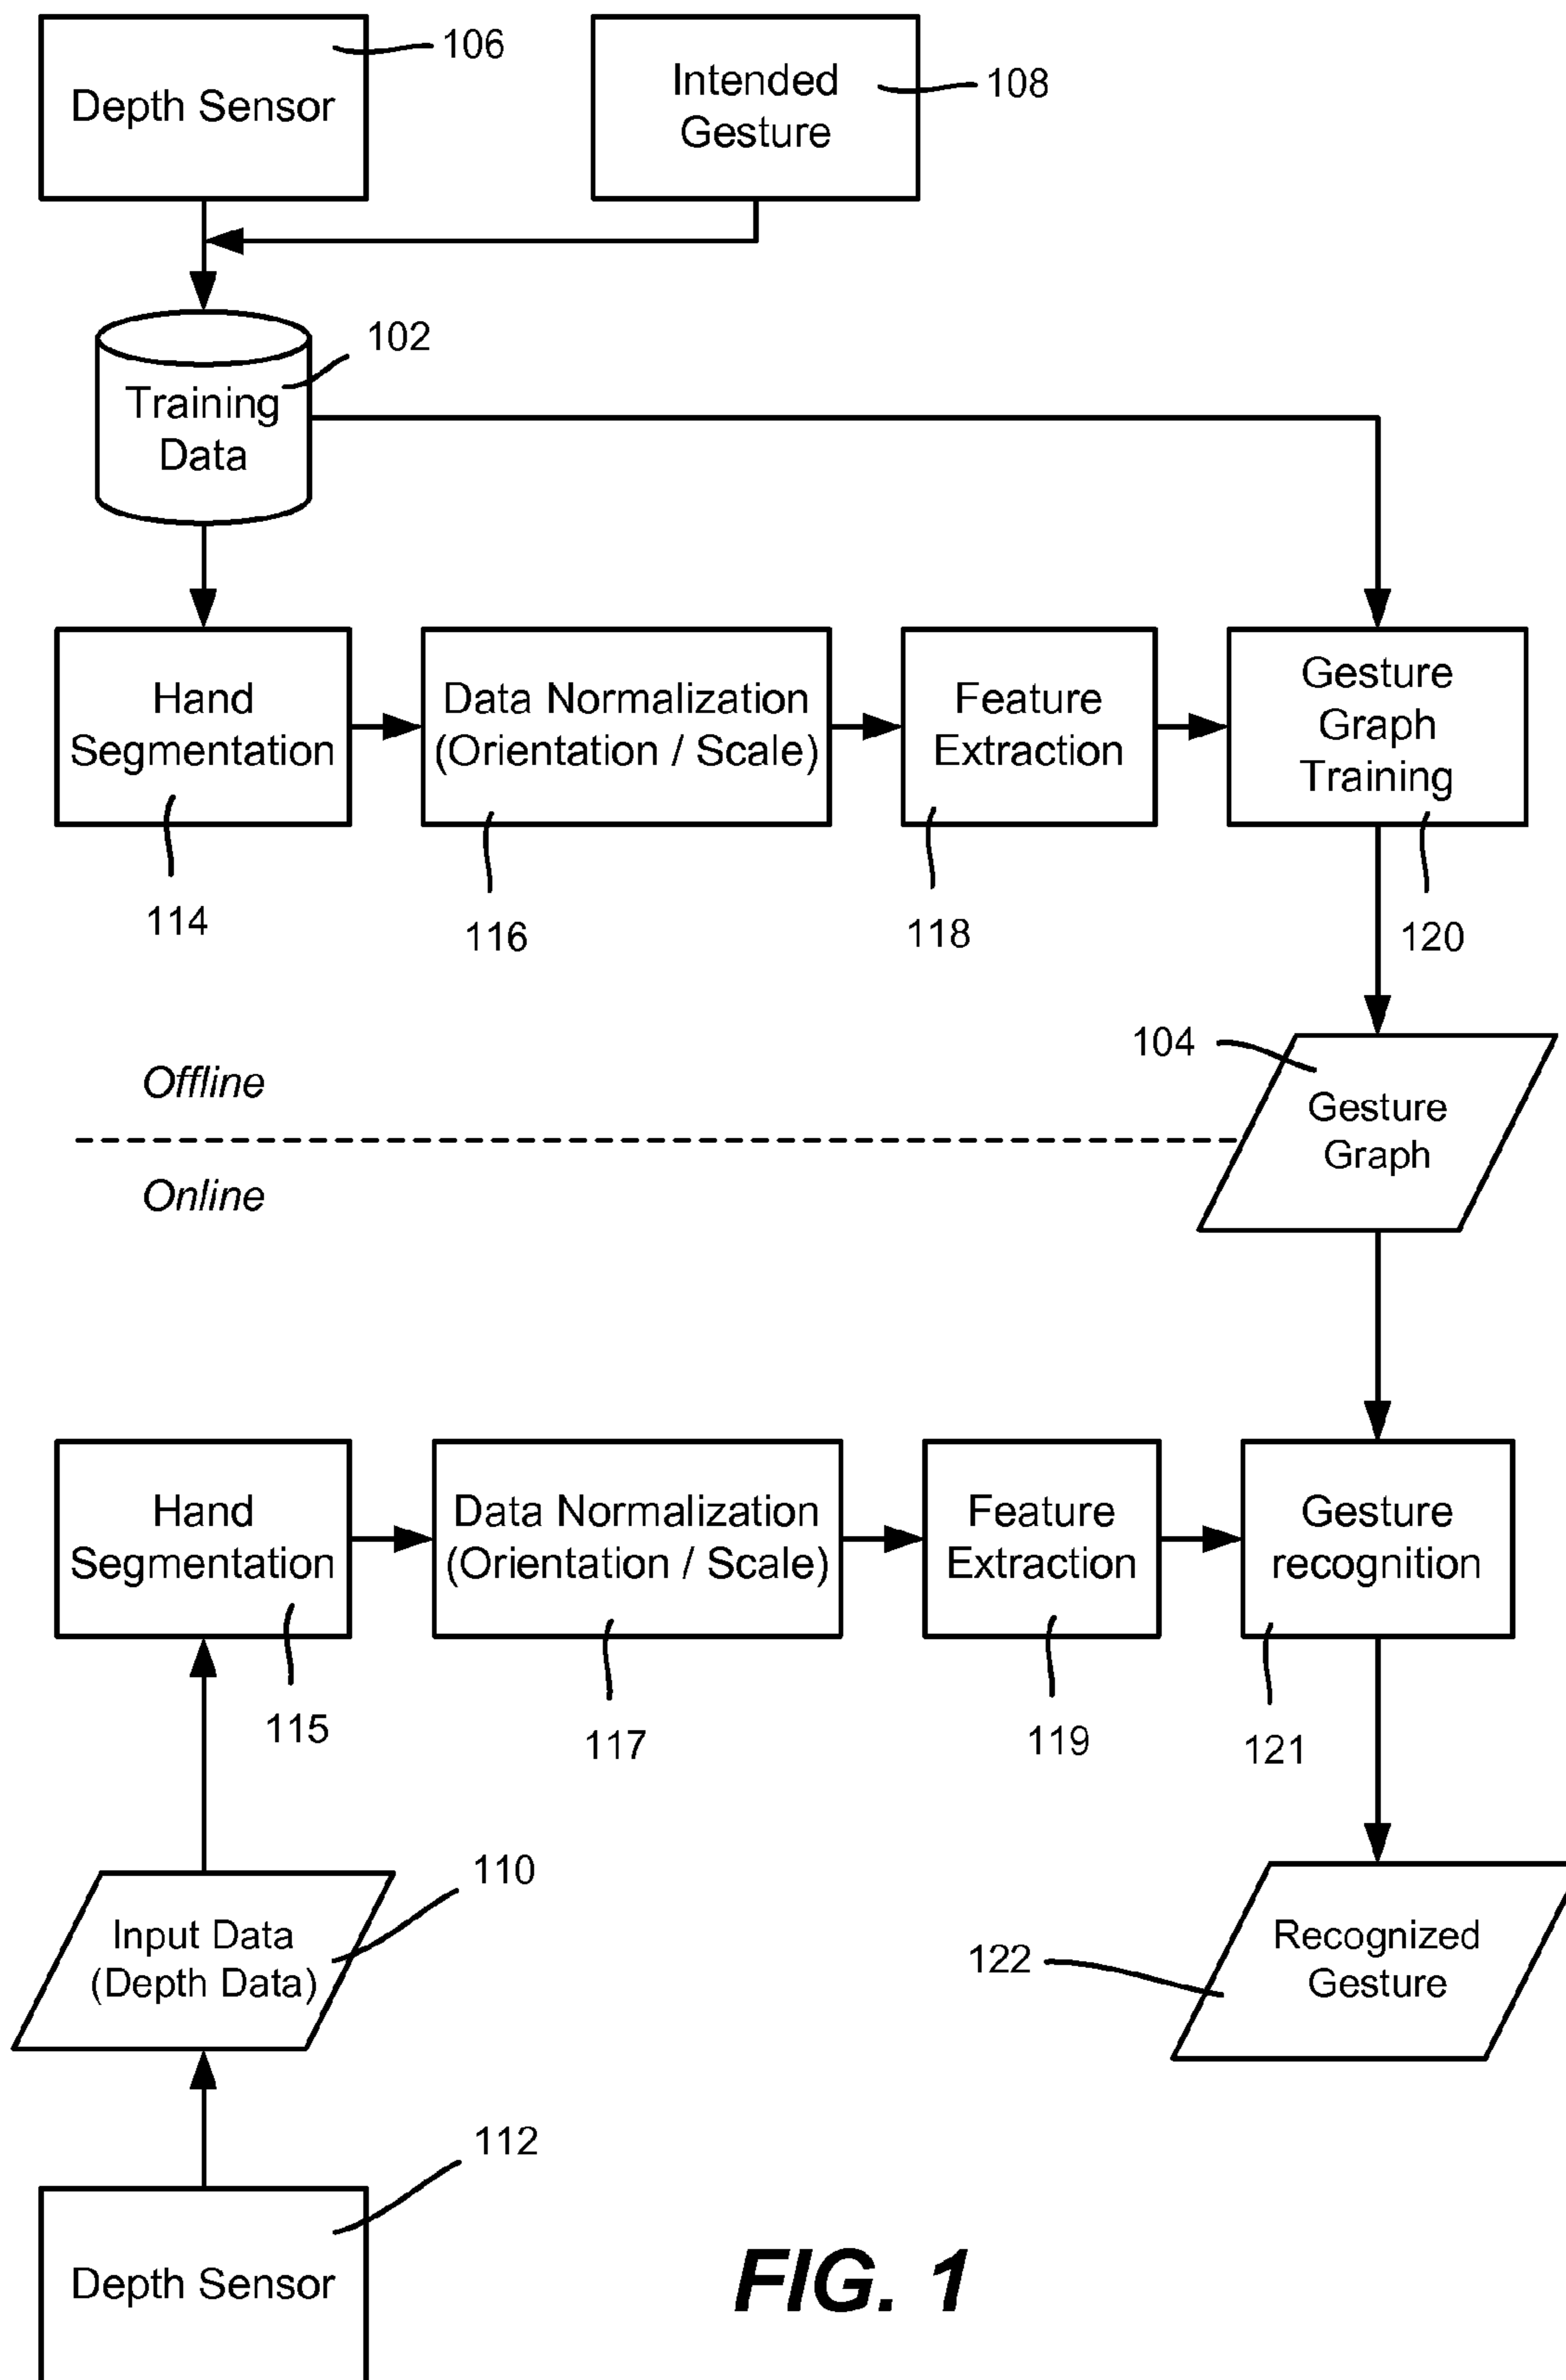 106
Depth Sensor
Intended
Gesture
108
102
Training
Data
Hand
Segmentation
Data Normalization
(Orientation / Scale)
Feature
Extraction
Gesture
Graph
Training
114
116
118
120
104
Offline
Gesture
Graph
Online
Hand
Segmentation
Data Normalization
(Orientation / Scale)
Feature
Extraction
Gesture
recognition
115
117
119
121
110
Input Data
(Depth Data)
122
Recognized
Gesture
112
Depth Sensor
FIG. 1